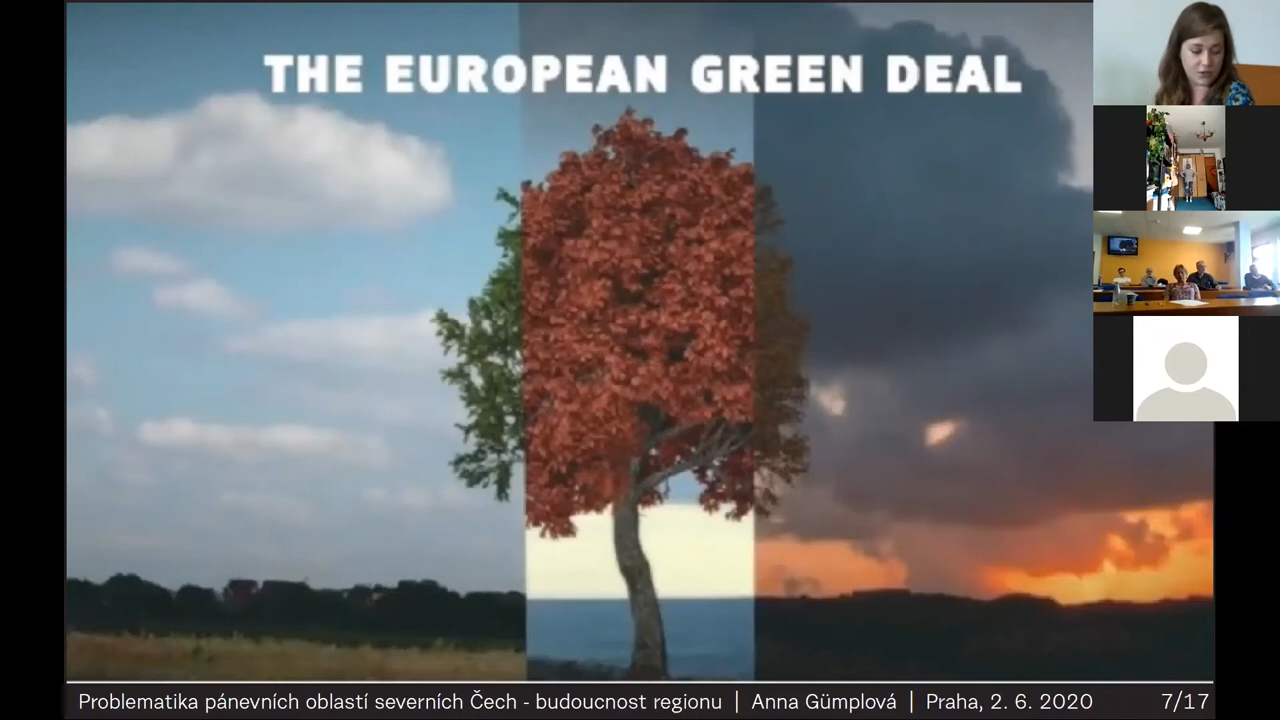 THE EUROPEAN GREEN DEAL
Problematika pánevních oblastí severních Čech - budoucnost regionu | Anna Gümplová | Praha, 2. 6. 2020 7/17